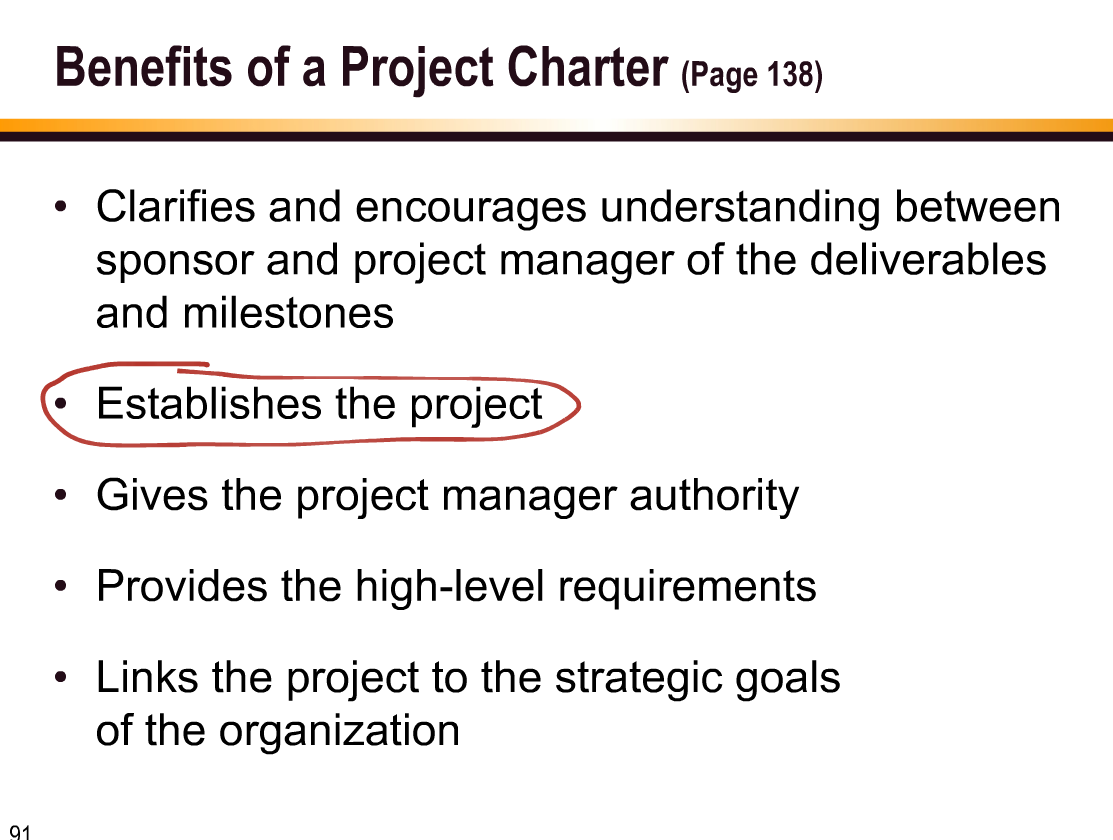 Benefits of a Project Charter (Page 138)
• Clarifies and encourages understanding between
sponsor and project manager of the deliverables
and milestones
• Establishes the project
• Gives the project manager authority
• Provides the high-level requirements
• Links the project to the strategic goals
of the organization
91